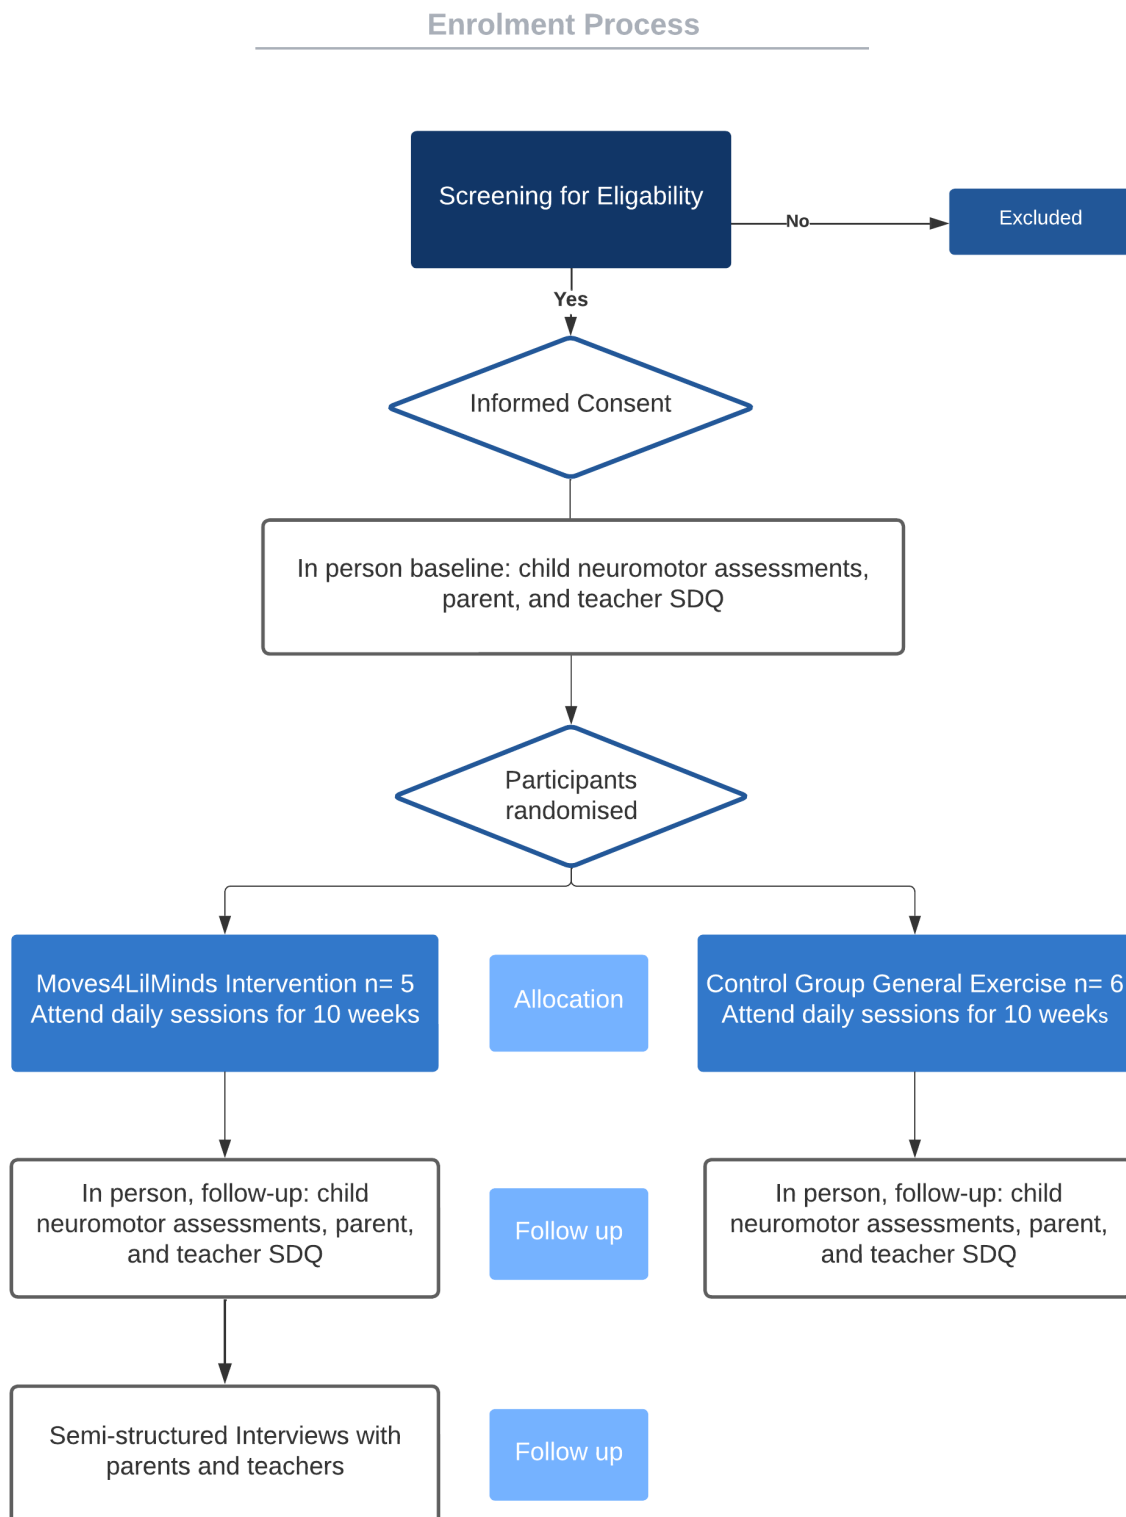 Enrolment Process
Screening for Eligability
No
Excluded
Yes
Informed Consent
In person baseline: child neuromotor assessments,
parent, and teacher SDQ
Participants
randomised
Moves4LilMinds Intervention n= 5
Attend daily sessions for 10 weeks
Allocation
Control Group General Exercise n= 6
Attend daily sessions for 10 weeks
In person, follow-up: child
neuromotor assessments, parent,
and teacher SDQ
Follow up
In person, follow-up: child
neuromotor assessments, parent,
and teacher SDQ
Semi-structured Interviews with
parents and teachers
Follow up